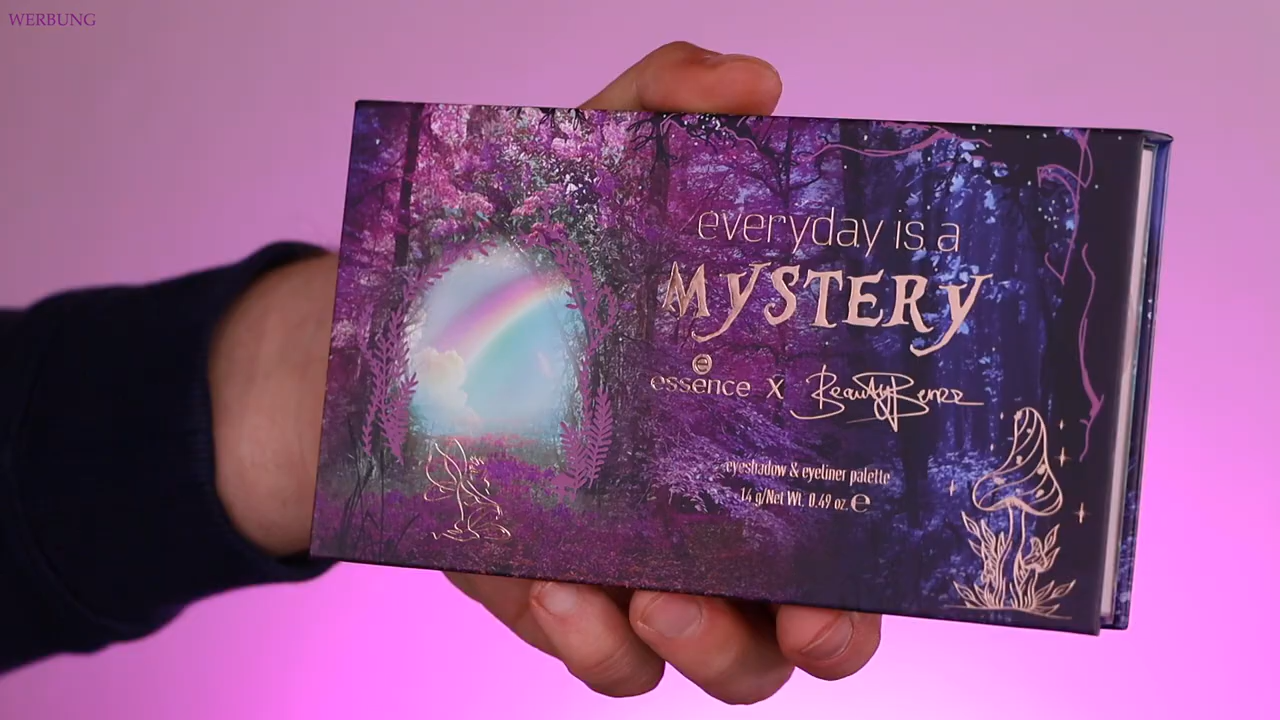 WERBUNG
everyday is a
MYSTERY
essence X BeautyBenzz
eyeshadow & eyeliner palette
14 g/Net Wt. 0.49 oz. e